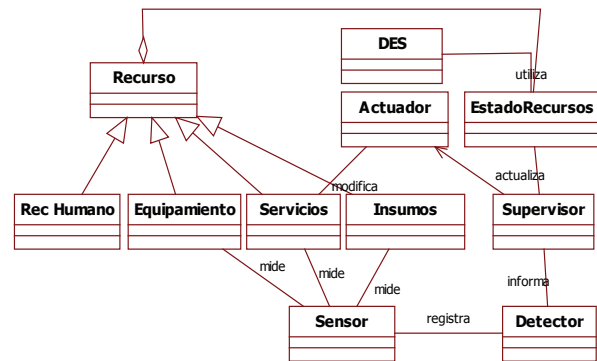 DES
Recurso
utiliza
Actuador
EstadoRecursos
actualiza
modifica
Rec Humano
Equipamiento
Servicios
Insumos
Supervisor
mide
mide
mide
informa
Sensor
registra
Detector